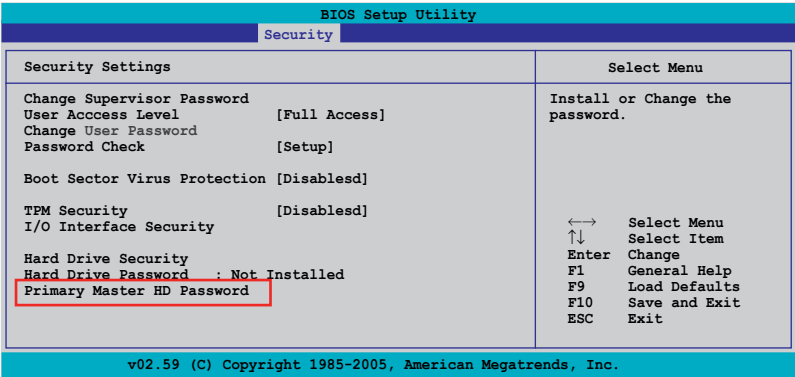 BIOS Setup Utility
Security
Security Settings
Change Supervisor Password
User Acccess Level [Full Access]
Change User Password
Password Check [Setup]
Boot Sector Virus Protection [Disablesd]
TPM Security [Disablesd]
I/O Interface Security
Hard Drive Security
Hard Drive Password : Not Installed
Primary Master HD Password
Select Menu
Install or Change the
password.
←→ Select Menu
↑↓ Select Item
Enter Change
F1 General Help
F9 Load Defaults
F10 Save and Exit
ESC Exit
v02.59 (C) Copyright 1985-2005, American Megatrends, Inc.